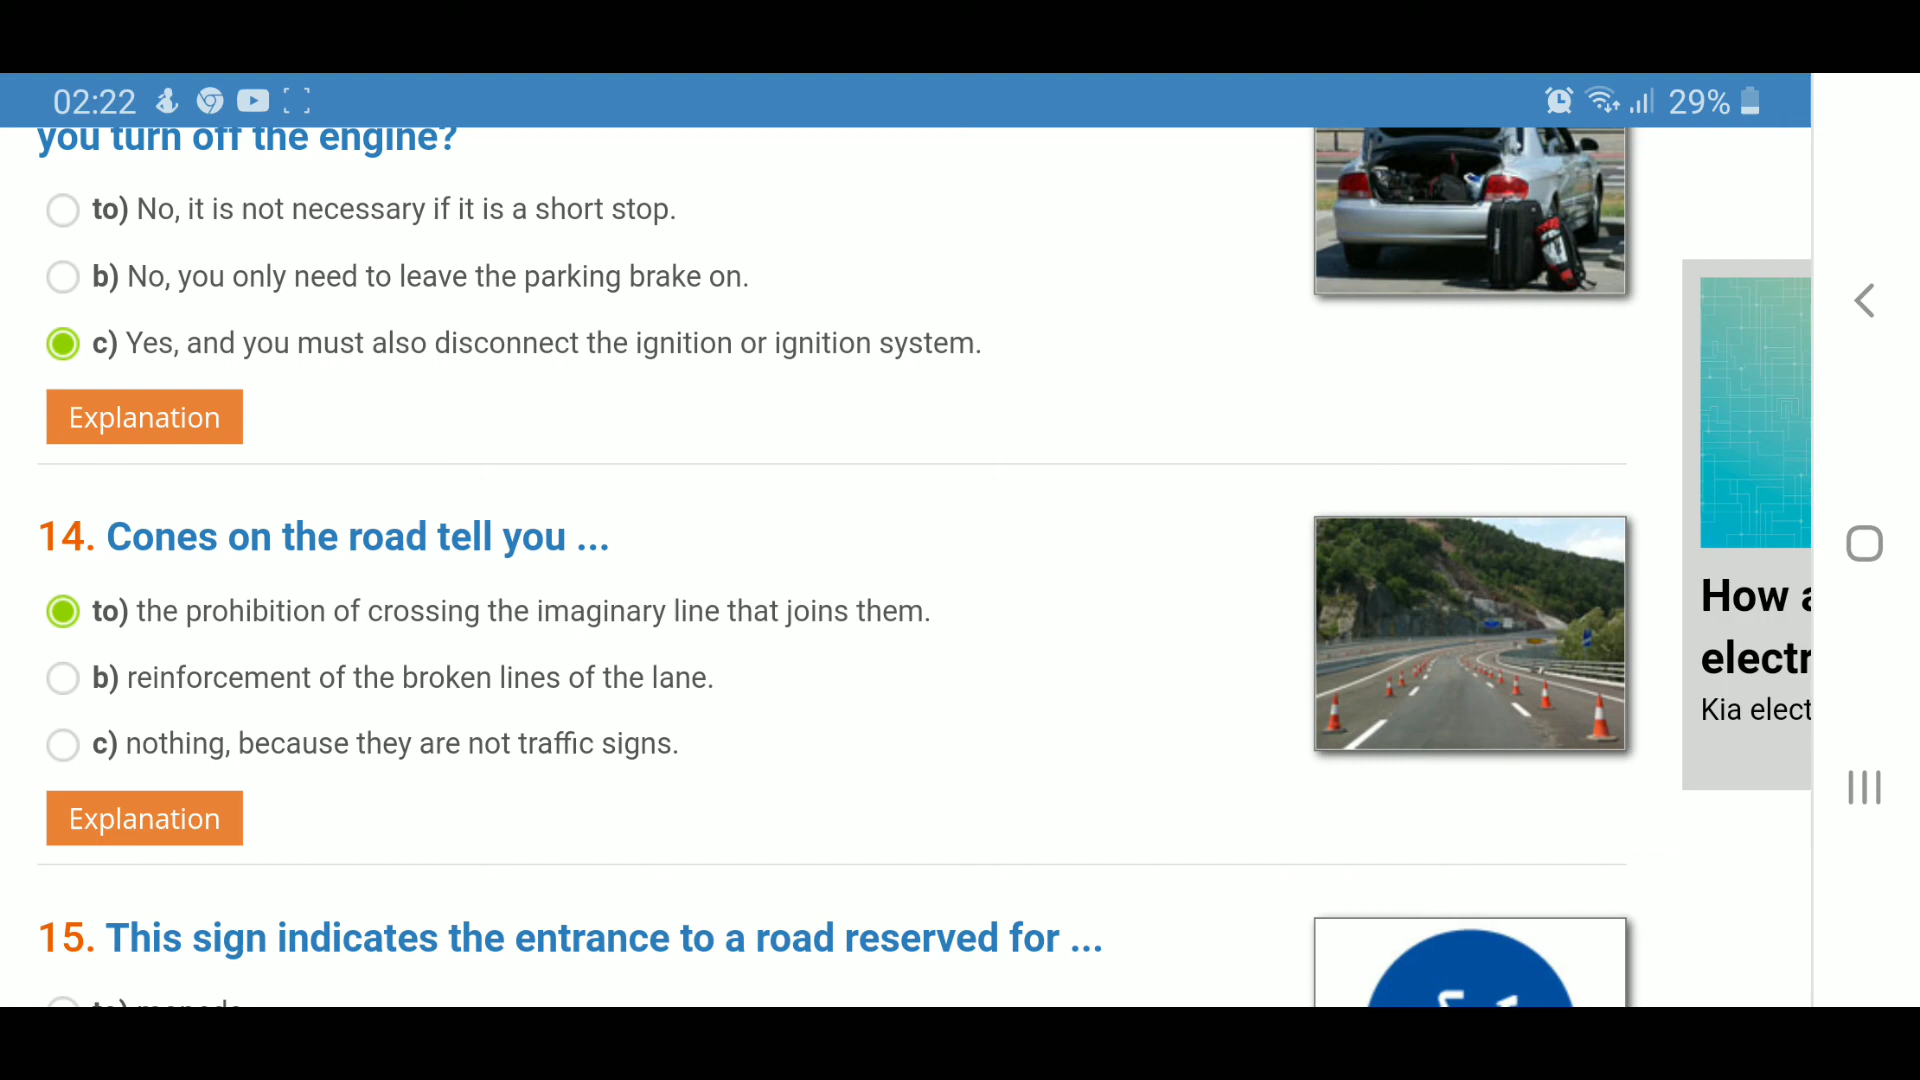 02:22
29%
you turn off the engine?
to) No, it is not necessary if it is a short stop.
b) No, you only need to leave the parking brake on.
c) Yes, and you must also disconnect the ignition or ignition system.
Explanation
14. Cones on the road tell you ...
to) the prohibition of crossing the imaginary line that joins them.
b) reinforcement of the broken lines of the lane.
c) nothing, because they are not traffic signs.
Explanation
How
electr
Kia elect
15. This sign indicates the entrance to a road reserved for ...